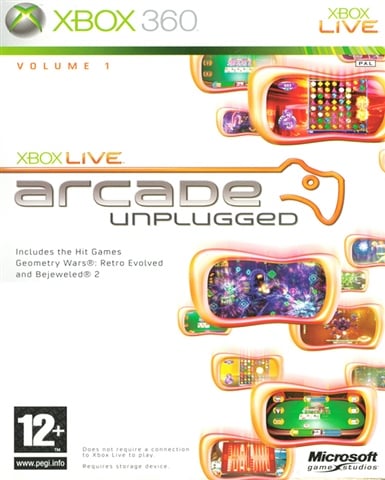 XBOX 360
XBOX
LIVE
PAL
VOLUME 1
XBOX LIVE
arcade
UNPLUGGED
Includes the Hit Games
Geometry Wars®: Retro Evolved
and Bejeweled® 2
12+
www.pegi.info
Does not require a connection
to Xbox Live to play.
Requires storage device.
Microsoft
game studios